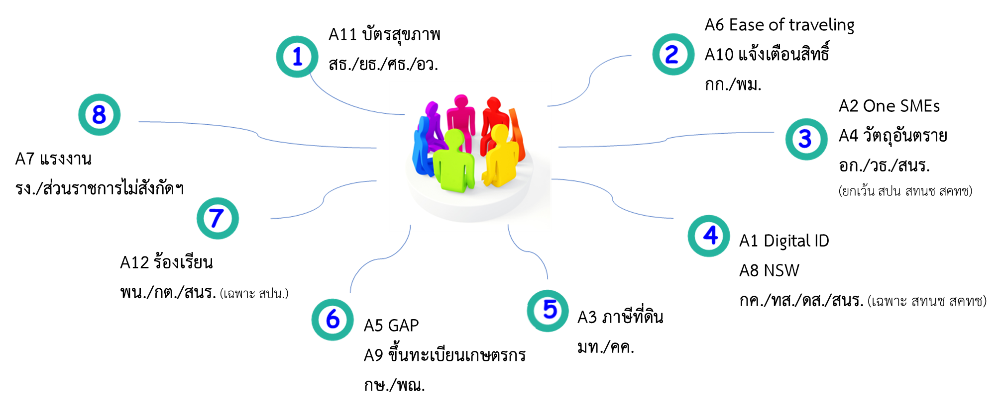 1
A11 บัตรสุขภาพ
สธ./ยธ./ศธ./อว.
2
A6 Ease of traveling
A10 แจ้งเตือนสิทธิ์
กก./พม.
3
A2 One SMEs
A4 วัตถุอันตราย
อก./วธ./สนร.
(ยกเว้น สปน สทนช สคทช)
4
A1 Digital ID
A8 NSW
กค./ทส./ดส./สนร. (เฉพาะ สทนช สคทช)
5
A3 ภาษีที่ดิน
มท./คค.
6
A5 GAP
A9 ขึ้นทะเบียนเกษตรกร
กษ./พณ.
7
A12 ร้องเรียน
พน./กต./สนร. (เฉพาะ สปน.)
8
A7 แรงงาน
รง./ส่วนราชการไม่สังกัดฯ